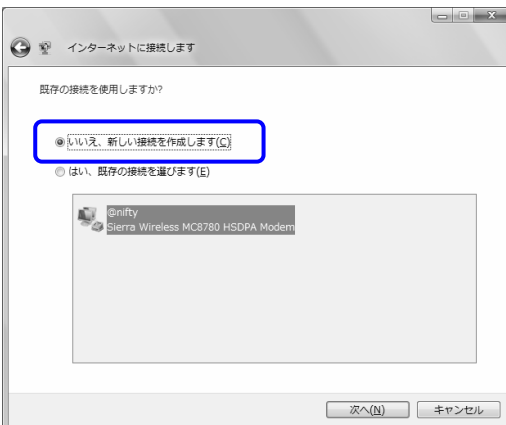 インターネットに接続します
既存の接続を使用しますか?
いいえ、新しい接続を作成します(C)
はい、既存の接続を選びます(E)
@nifty
Sierra Wireless MC8780 HSDPA Modem
次へ(N)
キャンセル